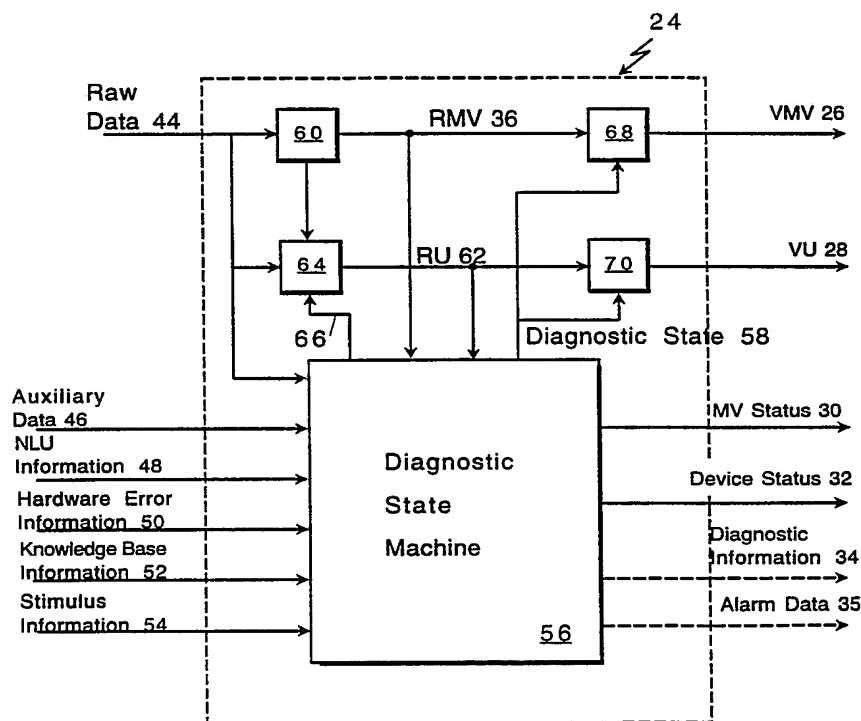 24
Raw
Data 44
60
RMV 36
68
VMV 26
64
RU 62
70
VU 28
66
Diagnostic State 58
Auxiliary
Data 46
NLU
Information 48
Hardware Error
Information 50
Knowledge Base
Information 52
Stimulus
Information 54
Diagnostic
State
Machine
56
MV Status 30
Device Status 32
Diagnostic
Information 34
Alarm Data 35